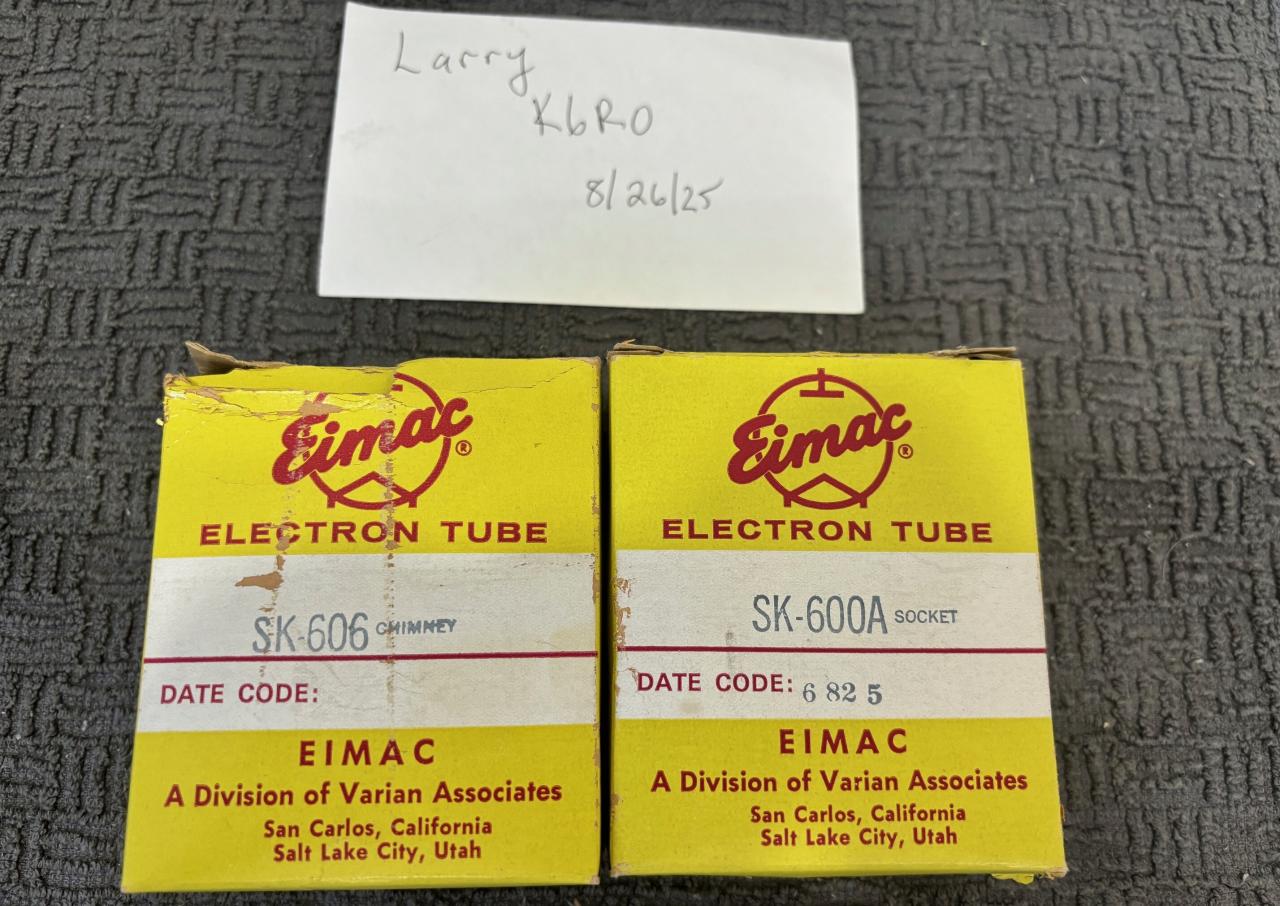 Larry
K6RO
8/26/25
Eimac®
ELECTRON TUBE
SK-606 CHIMNEY
DATE CODE:
EIMAC
A Division of Varian Associates
San Carlos, California
Salt Lake City, Utah
Eimac®
ELECTRON TUBE
SK-600A SOCKET
DATE CODE: 6 82 5
EIMAC
A Division of Varian Associates
San Carlos, California
Salt Lake City, Utah